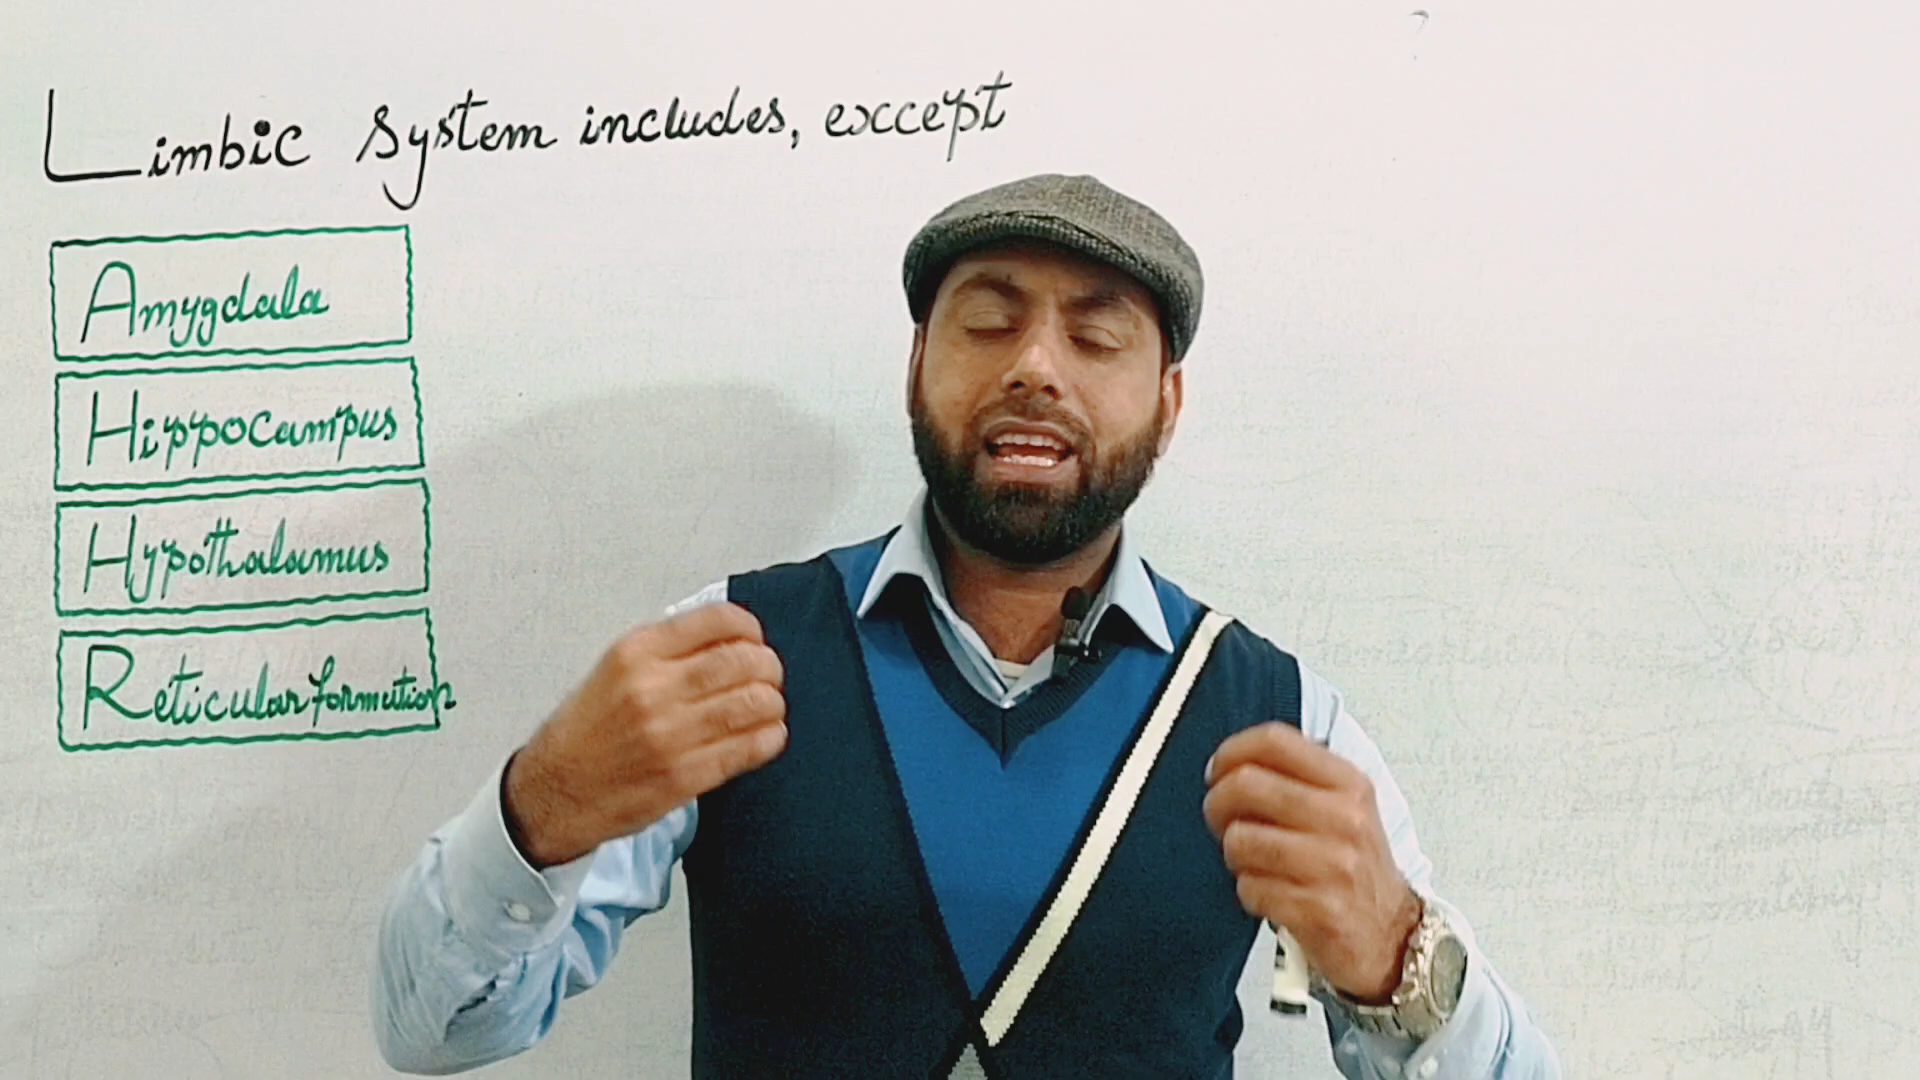 Limbic System includes, except
Amygdala
Hippocampus
Hypothalamus
Reticular formation